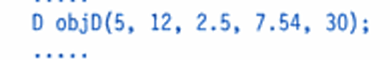 .....
D objD(5, 12, 2.5, 7.54, 30);
.....